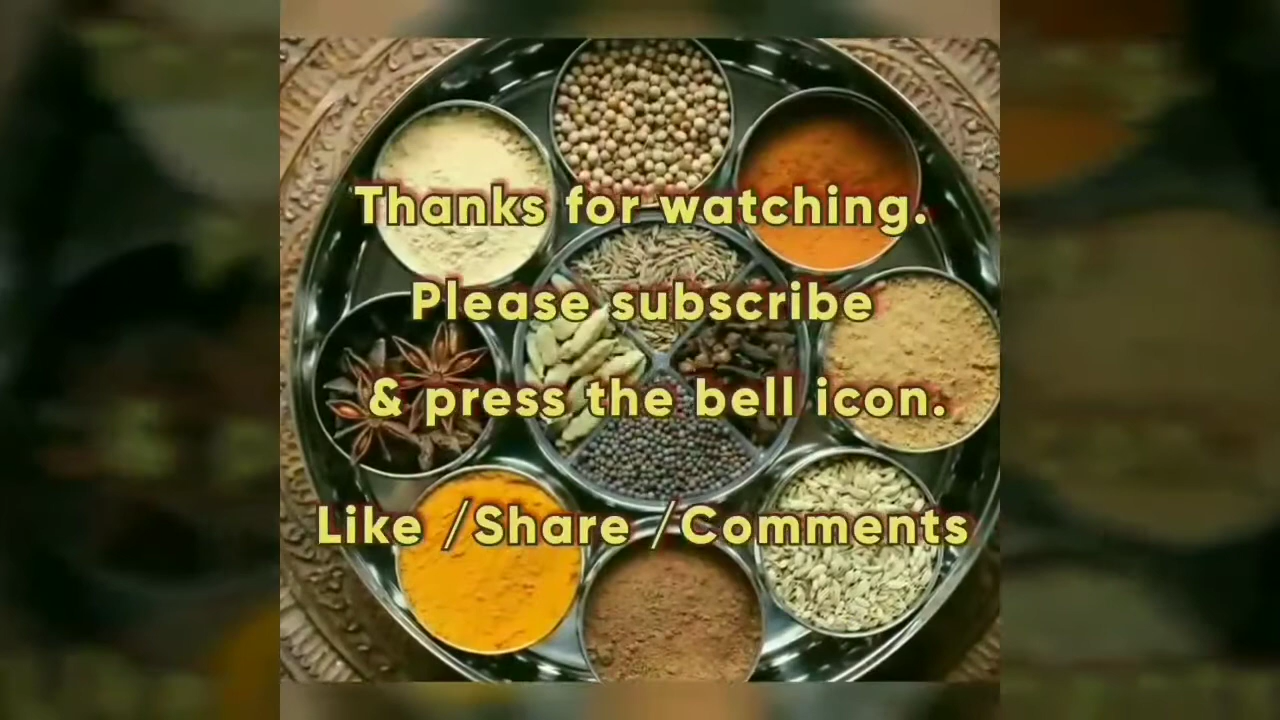 Thanks for watching.
Please subscribe
& press the bell icon.
Like /Share /Comments